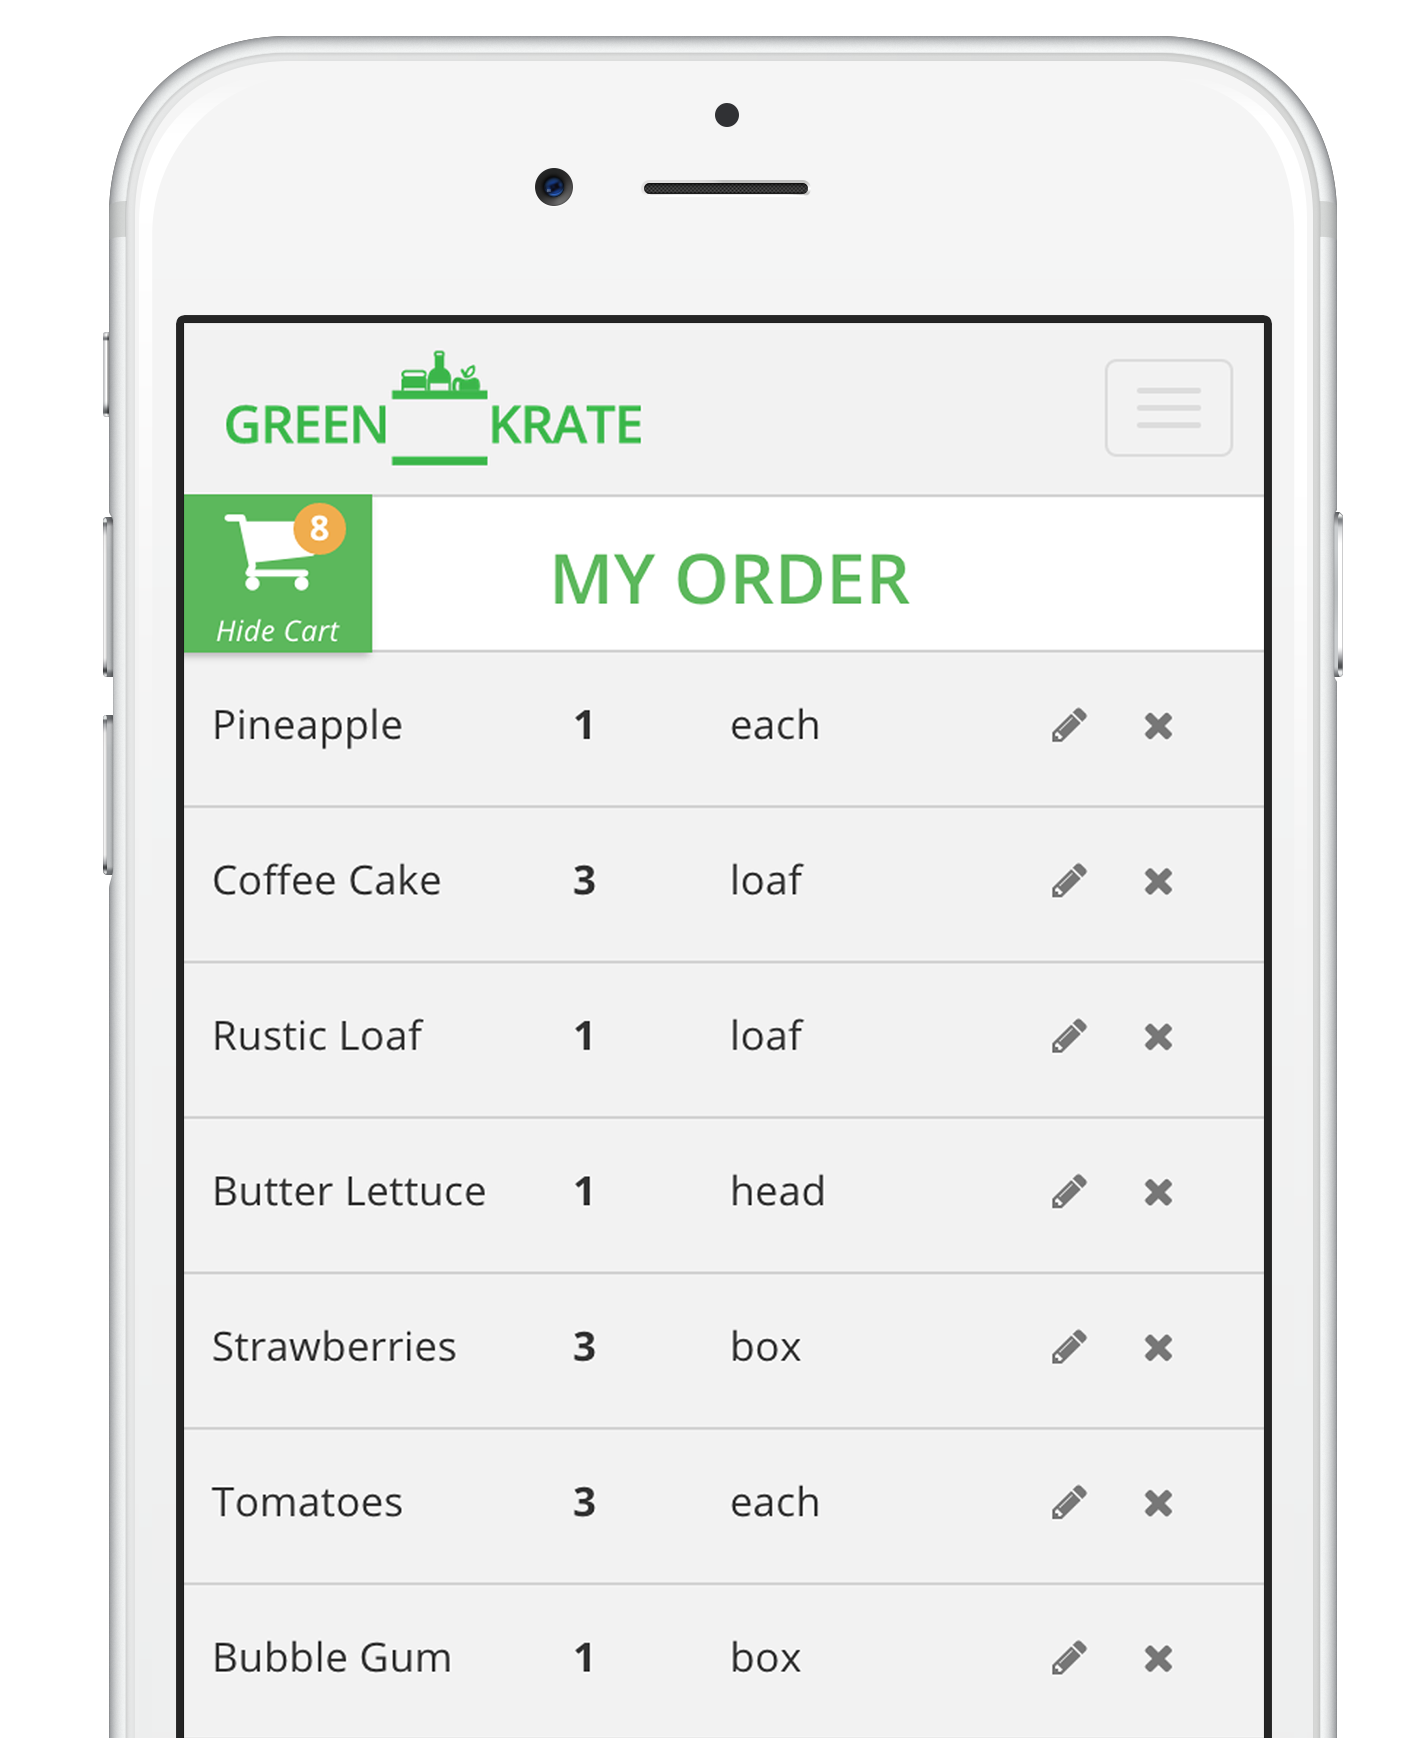 GREEN KRATE
8
Hide Cart
MY ORDER
Pineapple 1 each
Coffee Cake 3 loaf
Rustic Loaf 1 loaf
Butter Lettuce 1 head
Strawberries 3 box
Tomatoes 3 each
Bubble Gum 1 box